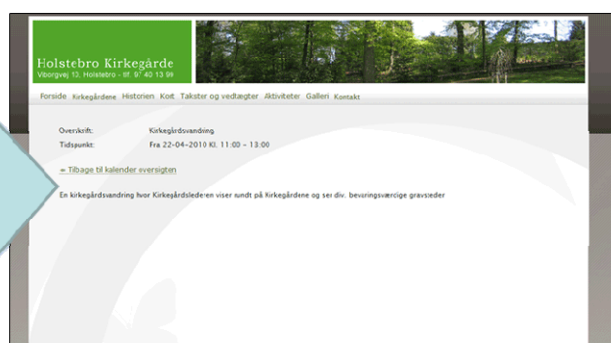 Holstebro Kirkegårde
Viborgvej 13, Holstebro - tlf. 97 40 13 99
Forside Kirkegårdene Historien Kort Takster og vedtægter Aktiviteter Galleri Kontakt
Overskrift: Kirkegårdsvandring
Tidspunkt: Fra 22-04-2010 Kl. 11:00 - 13:00
Tilbage til kalender oversigten
En kirkegårdsvandring hvor Kirkegårdslederen viser rundt på Kirkegårdene og ser div. bevaringsværdige gravsteder